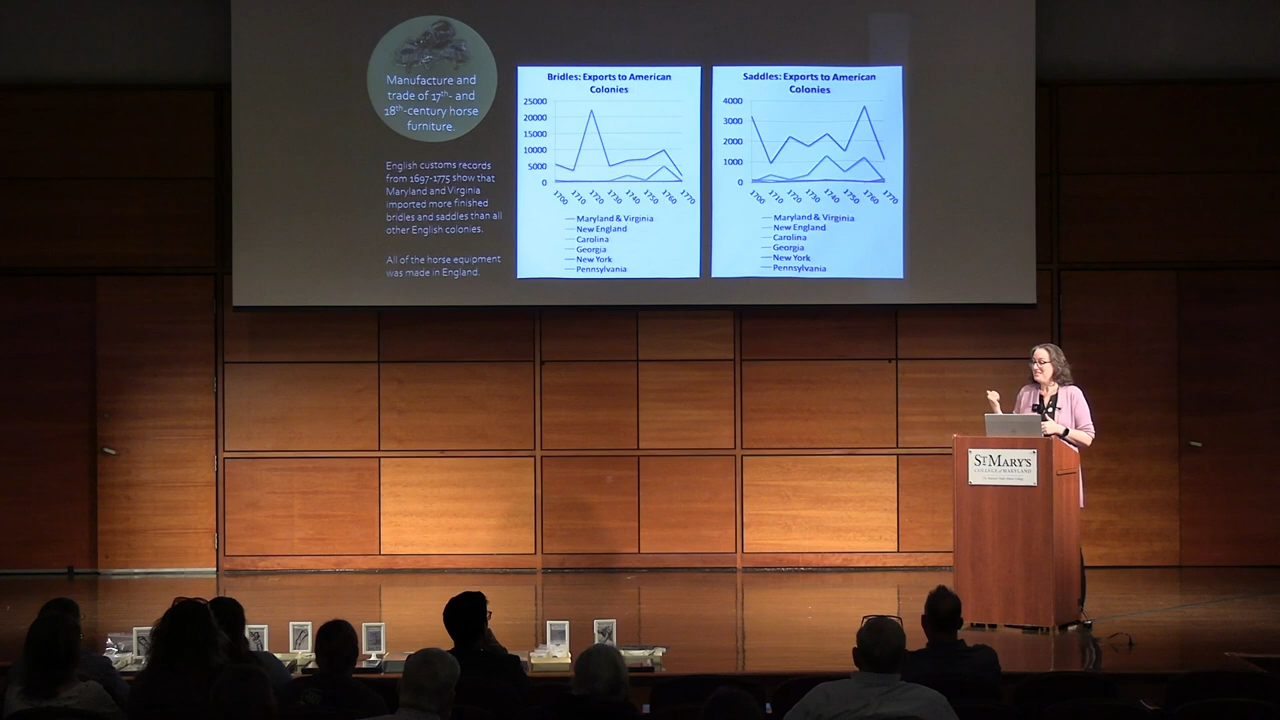 Manufacture and
trade of 17th- and
18th-century horse
furniture.
English customs records
from 1697-1775 show that
Maryland and Virginia
imported more finished
bridles and saddles than all
other English colonies.
All of the horse equipment
was made in England.
Bridles: Exports to American
Colonies
25000
20000
15000
10000
5000
0
1700
1710
1720
1730
1740
1750
1760
1770
Maryland & Virginia
New England
Carolina
Georgia
New York
Pennsylvania
Saddles: Exports to American
Colonies
4000
3000
2000
1000
0
1700
1710
1720
1730
1740
1750
1760
1770
Maryland & Virginia
New England
Carolina
Georgia
New York
Pennsylvania
ST MARY'S
COLLEGE of MARYLAND